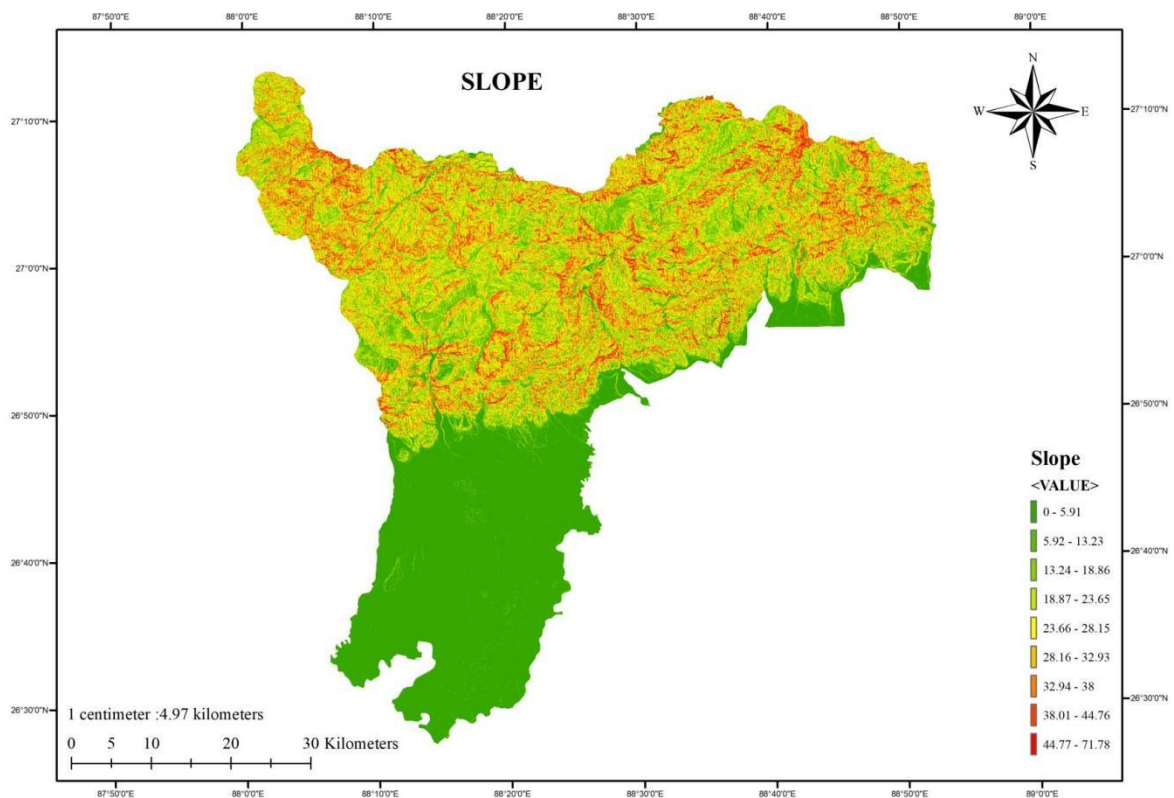 87°50'0"E 88°0'0"E 88°10'0"E 88°20'0"E 88°30'0"E 88°40'0"E 88°50'0"E 89°0'0"E
SLOPE
N
W E
S
27°10'0"N 27°10'0"N
27°0'0"N 27°0'0"N
26°50'0"N 26°50'0"N
Slope
<VALUE>
0 - 5.91
5.92 - 13.23
13.24 - 18.86
18.87 - 23.65
23.66 - 28.15
28.16 - 32.93
32.94 - 38
38.01 - 44.76
44.77 - 71.78
26°40'0"N 26°40'0"N
26°30'0"N 26°30'0"N
1 centimeter :4.97 kilometers
0 5 10 20 30 Kilometers
87°50'0"E 88°0'0"E 88°10'0"E 88°20'0"E 88°30'0"E 88°40'0"E 88°50'0"E 89°0'0"E